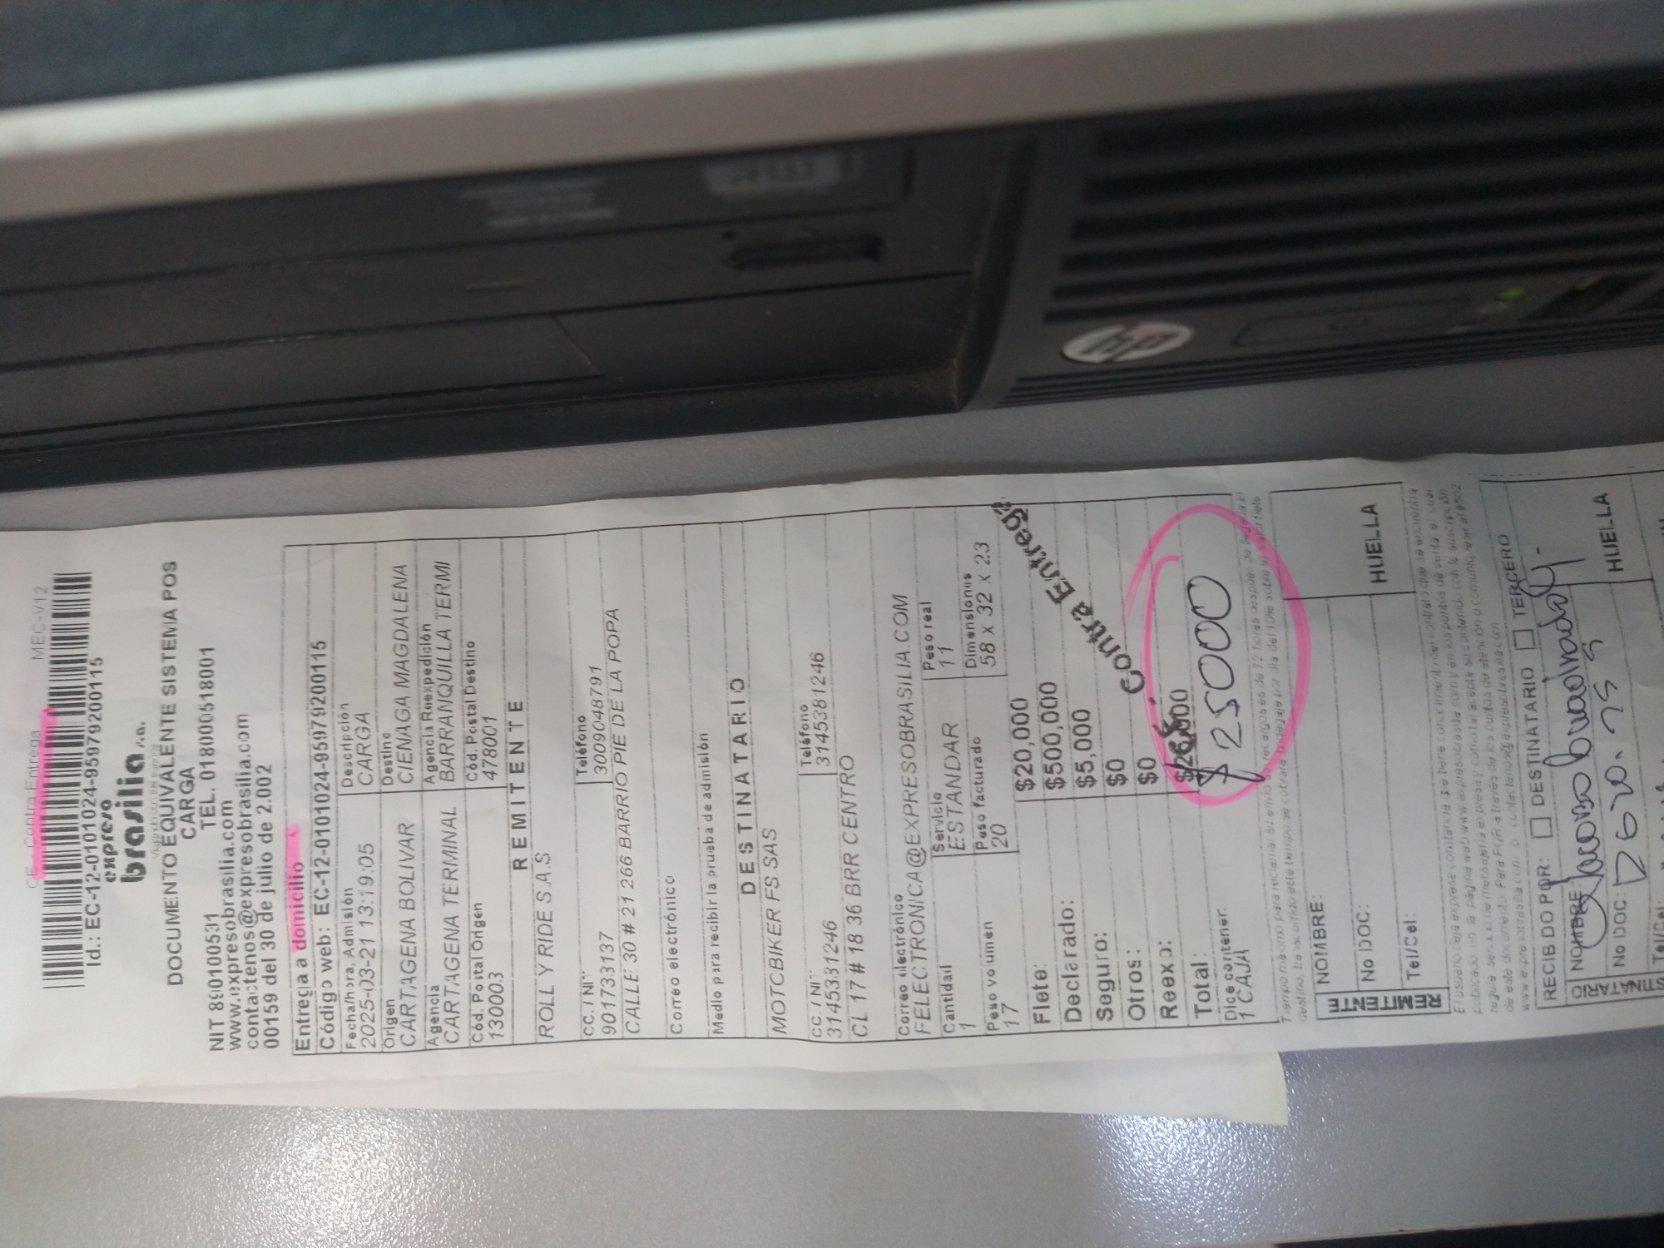 CE - Contra Entrega MEC-V12
Id.: EC-12-0101024-95979200115
expreso
brasilia s.a.
DOCUMENTO EQUIVALENTE SISTEMA POS
CARGA
NIT 890100531 TEL. 018000518001
www.expresobrasilia.com
contactenos@expresobrasilia.com
00159 del 30 de julio de 2.002
Entrega a domicilio
Código web: EC-12-0101024-9597920200115
Fecha/hora, Admisión Descripción
2025-03-21 13:19:05 CARGA
Origen Destino
CARTAGENA BOLIVAR CIENAGA MAGDALENA
Agencia Agencia Reexpedición
CARTAGENA TERMINAL BARRANQUILLA TERMI
Cód. Postal Origen Cód. Postal Destino
130003 478001
REMITENTE
ROLL Y RIDE S.A.S
CC. / NIT: Teléfono
901733137 3009048791
CALLE: 30 # 21 266 BARRIO PIE DE LA POPA
Correo electrónico
Medio para recibir la prueba de admisión
DESTINATARIO
MOTOBIKER FS SAS
CC. / NIT: Teléfono
3145381246 3145381246
CL 17 # 18 36 BRR CENTRO
Correo electrónico
FELECTRONICA@EXPRESOBRASILIA.COM
Cantidad Servicio Peso real
1 ESTANDAR 11
Peso volumen Peso facturado Dimensiones
17 20 58 x 32 x 23
Flete: $20,000
Declarado: $500,000
Seguro: $5,000
Otros: $0
Reexp: $0
Contra Entrega
Total:
$ 25000
Dice contener:
1 CAJA
REMITENTE
NOMBRE:
No DOC:
Tel/Cel:
HUELLA
RECIBIDO POR: DESTINATARIO TERCERO
NOMBRE:
No DOC:
Tel/Cel:
HUELLA
hp